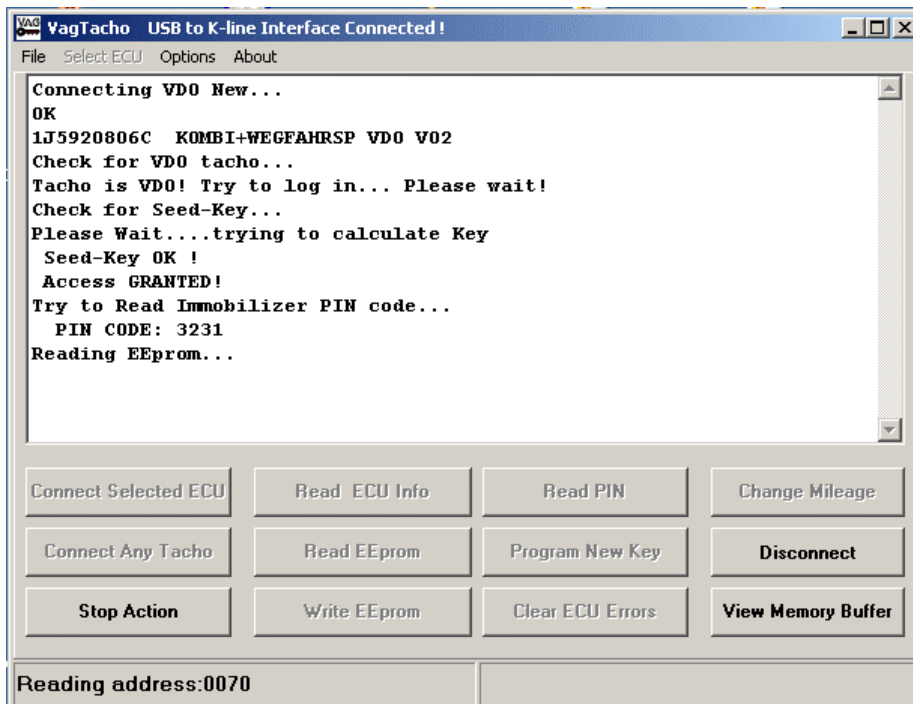 VagTacho USB to K-line Interface Connected !
File Select ECU Options About
Connecting VDO New...
OK
1J5920806C KOMBI+WEGFAHRSP VDO V02
Check for VDO tacho...
Tacho is VDO! Try to log in... Please wait!
Check for Seed-Key...
Please Wait....trying to calculate Key
Seed-Key OK !
Access GRANTED!
Try to Read Immobilizer PIN code...
PIN CODE: 3231
Reading EEprom...
Connect Selected ECU Read ECU Info Read PIN Change Mileage
Connect Any Tacho Read EEprom Program New Key Disconnect
Stop Action Write EEprom Clear ECU Errors View Memory Buffer
Reading address:0070